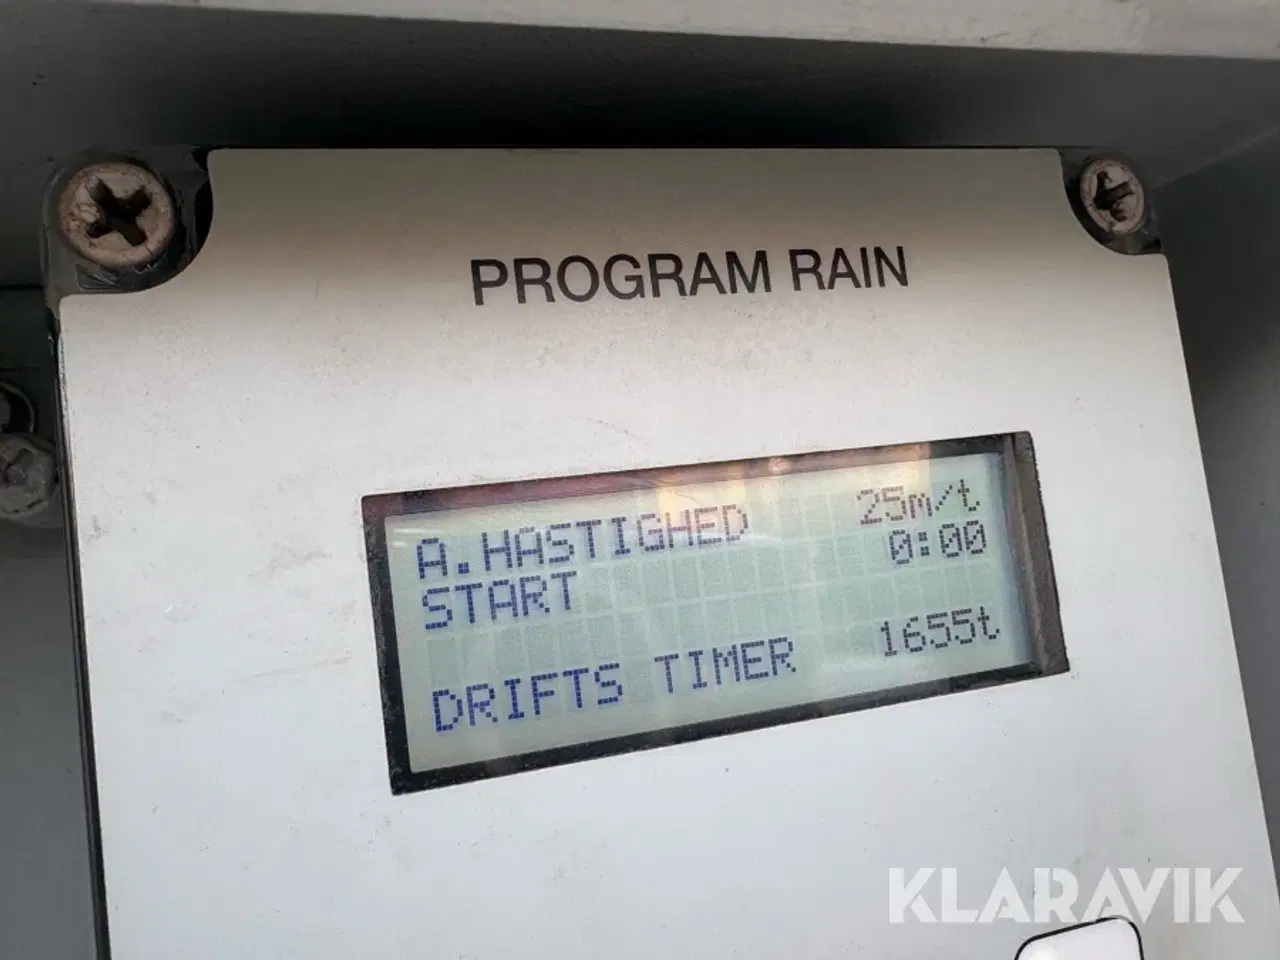 PROGRAM RAIN
A.HASTIGHED 25m/t
START 0:00
DRIFTS TIMER 1655t
KLARAVIK